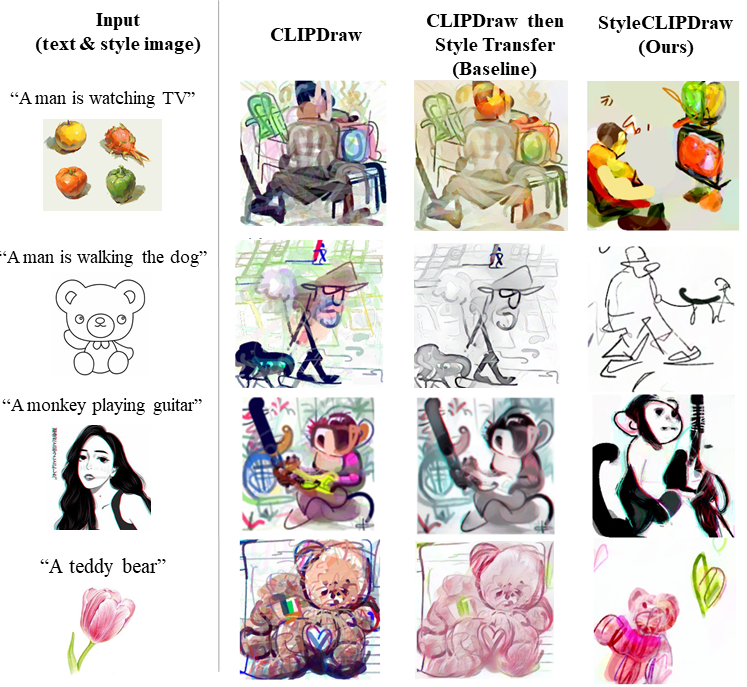 Input
(text & style image)
CLIPDraw
CLIPDraw then
Style Transfer
(Baseline)
StyleCLIPDraw
(Ours)
“A man is watching TV”
“A man is walking the dog”
“A monkey playing guitar”
“A teddy bear”